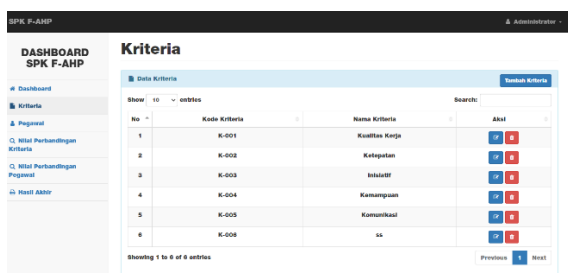 SPK F-AHP
Administrator
DASHBOARD
SPK F-AHP
Dashboard
Kriteria
Pegawai
Nilai Perbandingan
Kriteria
Nilai Perbandingan
Pegawai
Hasil Akhir
Kriteria
Data Kriteria
Tambah Kriteria
Show 10 entries
Search:
No Kode Kriteria Nama Kriteria Aksi
1 K-001 Kualitas Kerja
2 K-002 Ketepatan
3 K-003 Inisiatif
4 K-004 Kemampuan
5 K-005 Komunikasi
6 K-006 ss
Showing 1 to 6 of 6 entries
Previous 1 Next